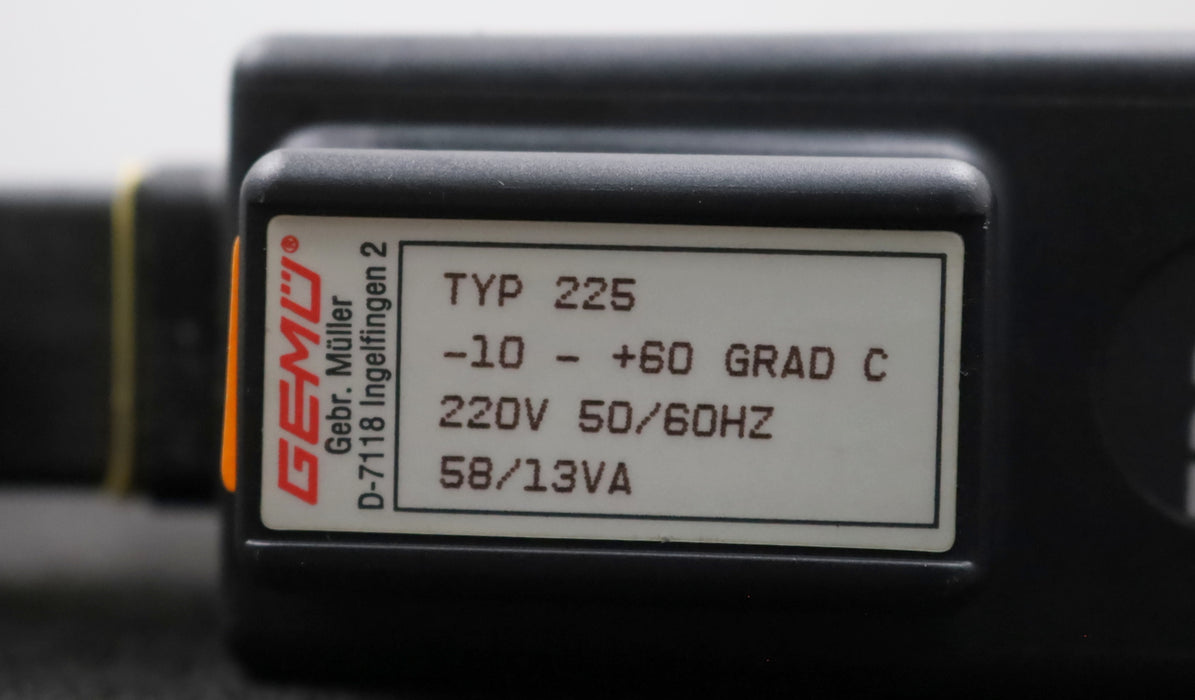 GEMÜ®
Gebr. Müller
D-7118 Ingelfingen 2
TYP 225
-10 - +60 GRAD C
220V 50/60HZ
58/13VA